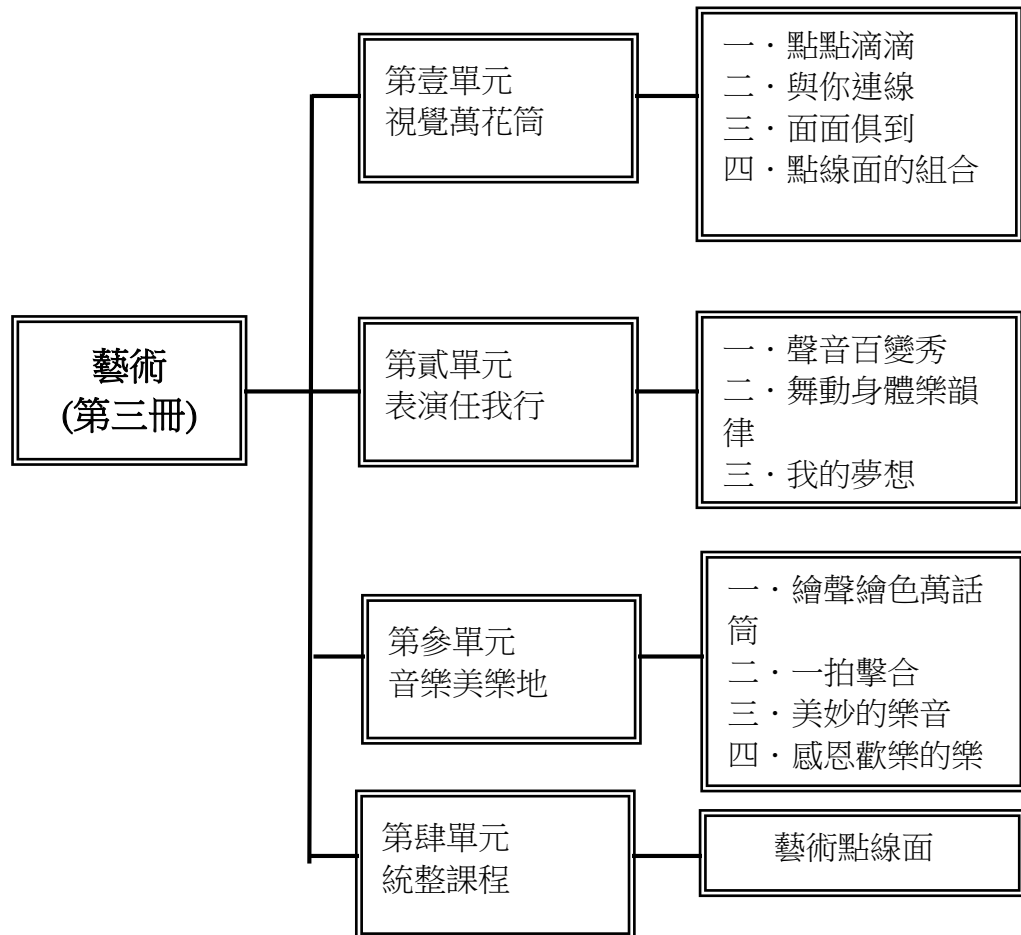 藝術
(第三冊)
第壹單元
視覺萬花筒
一．點點滴滴
二．與你連線
三．面面俱到
四．點線面的組合
第貳單元
表演任我行
一．聲音百變秀
二．舞動身體樂韻
律
三．我的夢想
第參單元
音樂美樂地
一．繪聲繪色萬話
筒
二．一拍擊合
三．美妙的樂音
四．感恩歡樂的樂
第肆單元
統整課程
藝術點線面